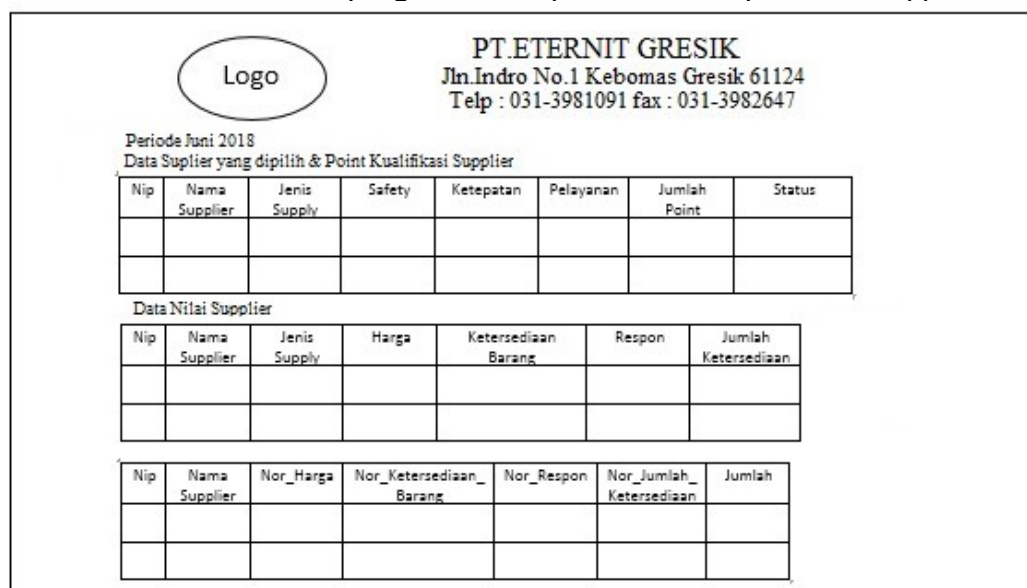 Logo
PT.ETERNIT GRESIK
Jln.Indro No.1 Kebomas Gresik 61124
Telp : 031-3981091 fax : 031-3982647
Periode Juni 2018
Data Suplier yang dipilih & Point Kualifikasi Supplier
Nip Nama Supplier Jenis Supply Safety Ketepatan Pelayanan Jumlah Point Status
Data Nilai Supplier
Nip Nama Supplier Jenis Supply Harga Ketersediaan Barang Respon Jumlah Ketersediaan
Nip Nama Supplier Nor_Harga Nor_Ketersediaan_ Barang Nor_Respon Nor_Jumlah_ Ketersediaan Jumlah